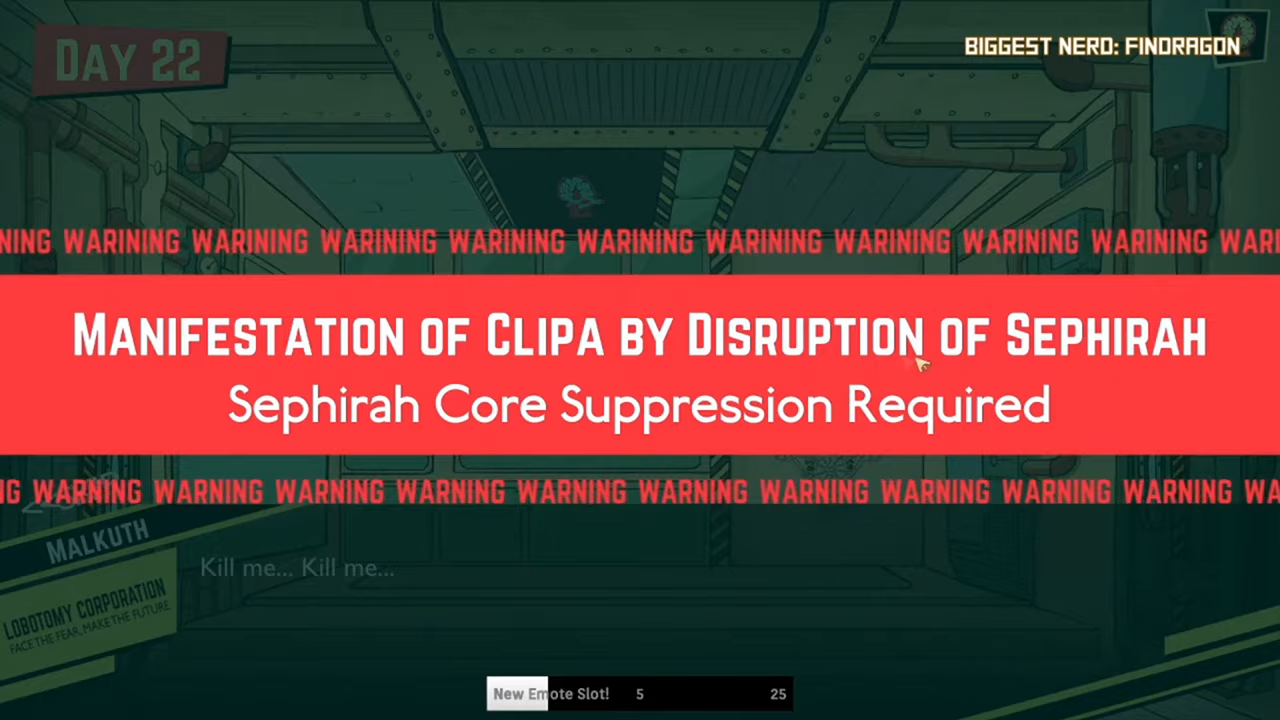 DAY 22
BIGGEST NERD: FINDRAGON
NING WARINING WARINING WARINING WARINING WARINING WARINING WARINING WARINING WARINING WARI
MANIFESTATION OF CLIPA BY DISRUPTION OF SEPHIRAH
Sephirah Core Suppression Required
NG WARNING WARNING WARNING WARNING WARNING WARNING WARNING WARNING WARNING WARNING WA
MALKUTH
Kill me... Kill me...
LOBOTOMY CORPORATION
FACE THE FEAR, MAKE THE FUTURE
New Emote Slot! 5 25